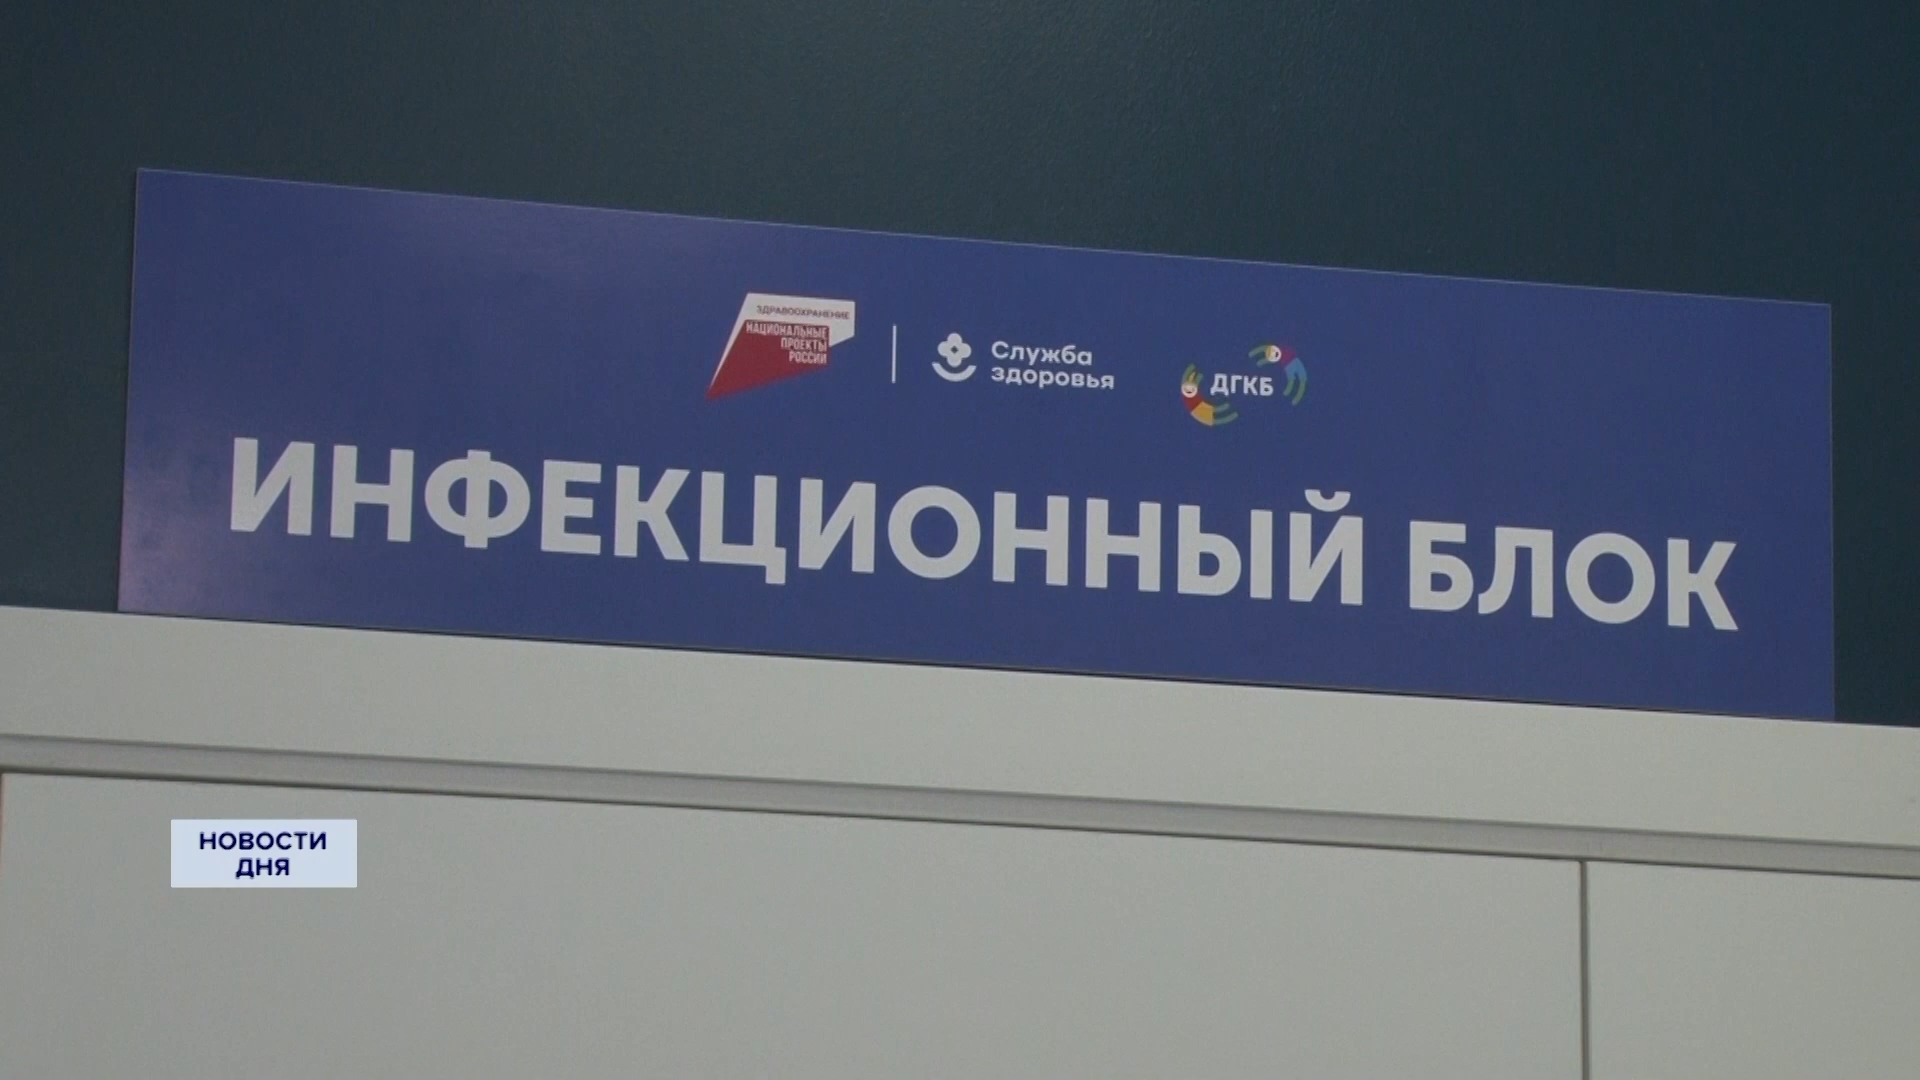 ЗДРАВООХРАНЕНИЕ
НАЦИОНАЛЬНЫЕ
ПРОЕКТЫ
РОССИИ
Служба
здоровья
ДГКБ
ИНФЕКЦИОННЫЙ БЛОК
НОВОСТИ
ДНЯ